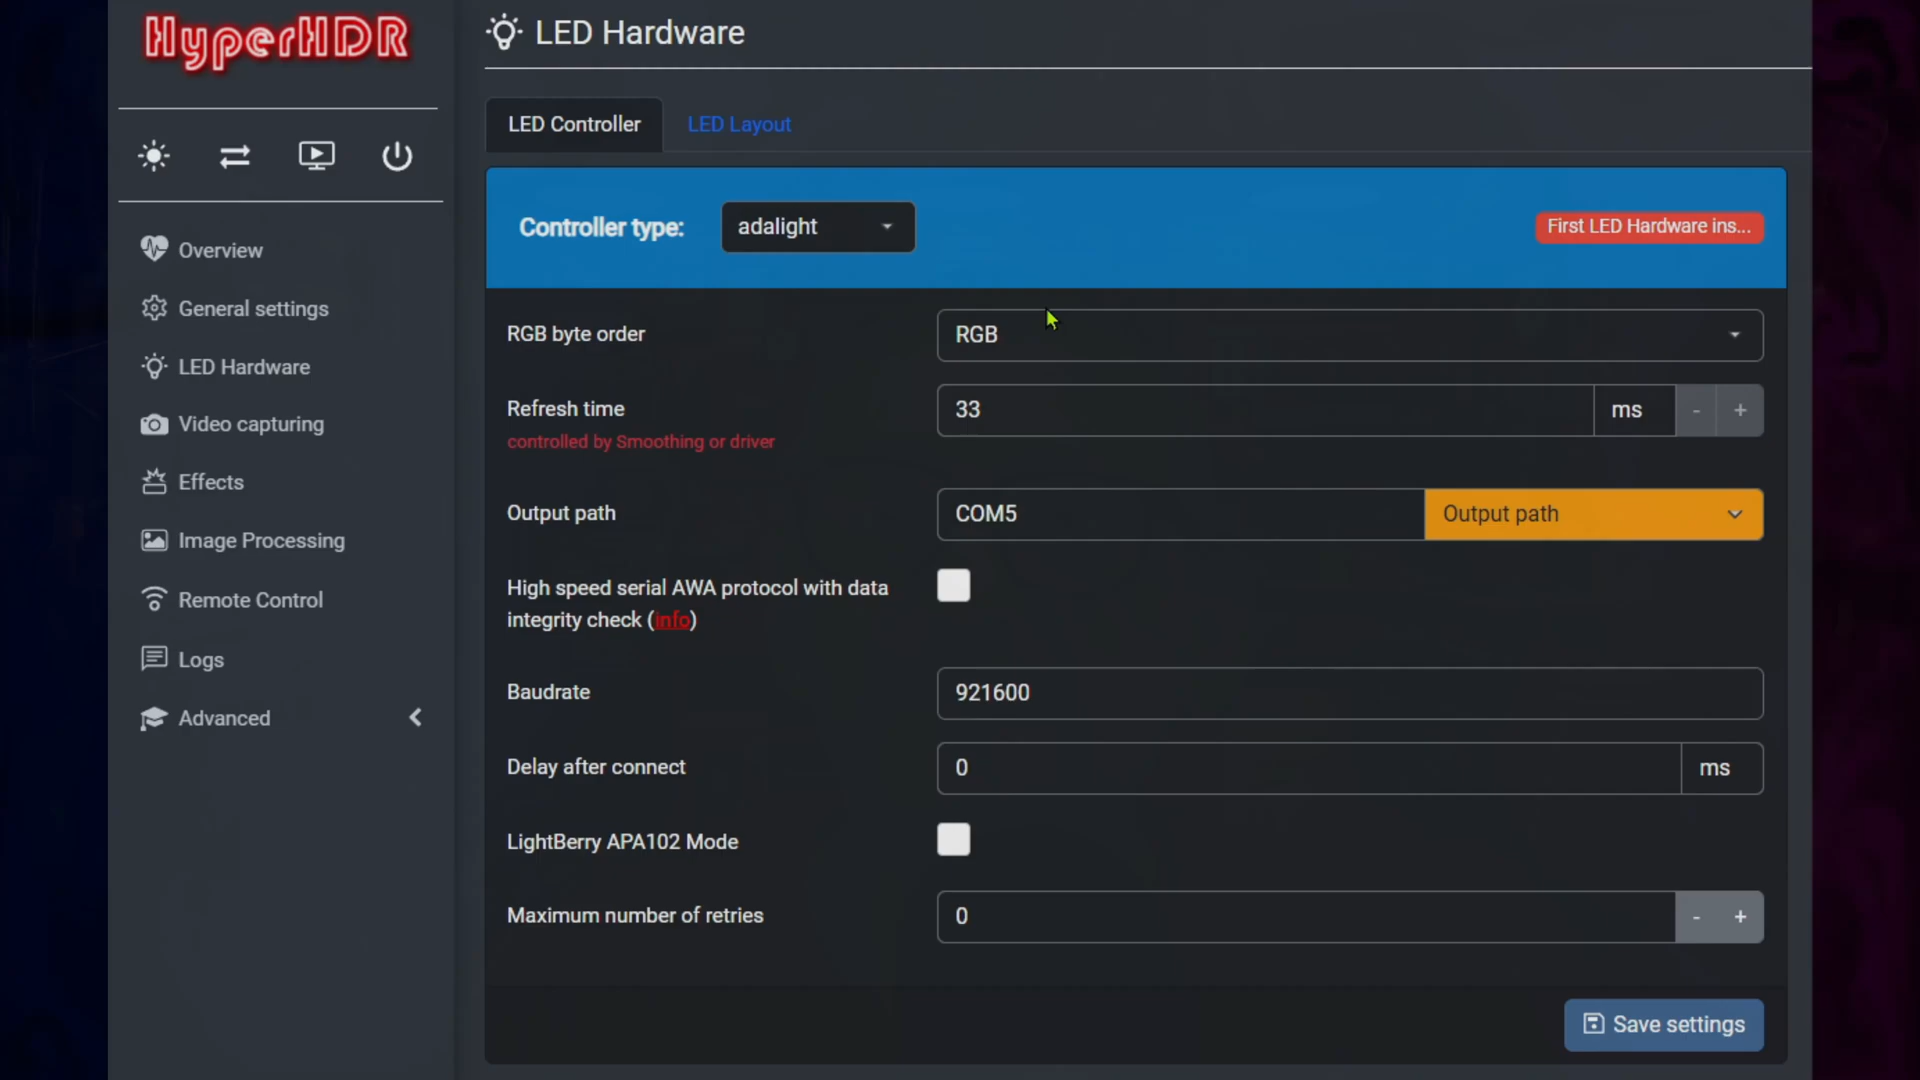 HyperHDR
LED Hardware
LED Controller
LED Layout
Controller type:
adalight
First LED Hardware ins...
Overview
General settings
LED Hardware
Video capturing
Effects
Image Processing
Remote Control
Logs
Advanced
RGB byte order
RGB
Refresh time
33
ms
-
+
controlled by Smoothing or driver
Output path
COM5
Output path
High speed serial AWA protocol with data
integrity check (info)
Baudrate
921600
Delay after connect
0
ms
LightBerry APA102 Mode
Maximum number of retries
0
-
+
Save settings